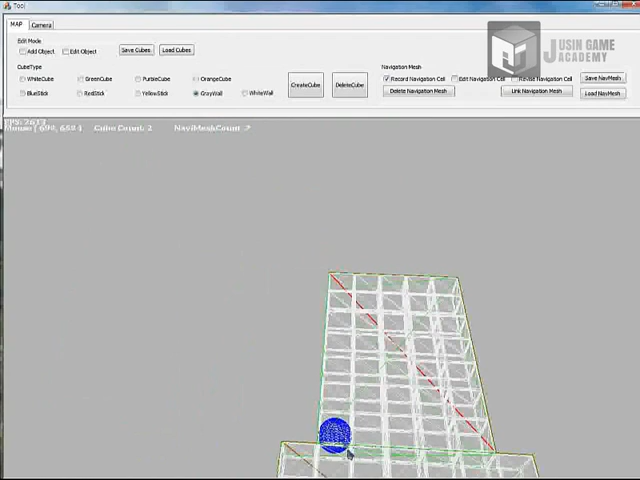 Tool
MAP Camera
JUSIN GAME ACADEMY
Edit Mode
Add Object Edit Object Save Cubes Load Cubes
CubeType
WhiteCube GreenCube PurpleCube OrangeCube
BlueStick RedStick YellowStick GrayWall WhiteWall
CreateCube DeleteCube
Navigation Mesh
Record Navigation Cell Edit Navigation Cell Revise Navigation Cell Save NavMesh
Delete Navigation Mesh Link Navigation Mesh Load NavMesh
Cube Count: 2 NaviMeshCount